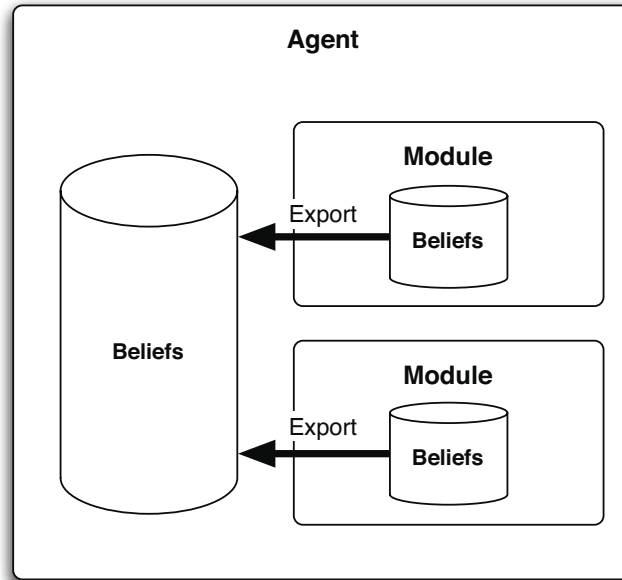 Agent
Module
Export
Beliefs
Beliefs
Module
Export
Beliefs